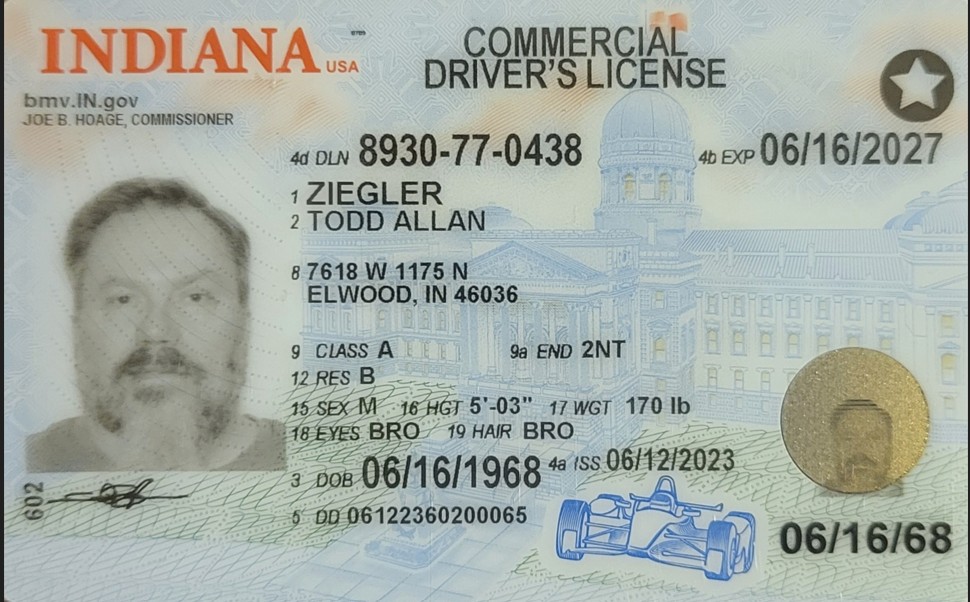 INDIANA USA
COMMERCIAL
DRIVER'S LICENSE
bmv.IN.gov
JOE B. HOAGE, COMMISSIONER
4d DLN 8930-77-0438
4b EXP 06/16/2027
1 ZIEGLER
2 TODD ALLAN
8 7618 W 1175 N
ELWOOD, IN 46036
9 CLASS A 9a END 2NT
12 RES B
15 SEX M 16 HGT 5'-03" 17 WGT 170 lb
18 EYES BRO 19 HAIR BRO
3 DOB 06/16/1968 4a ISS 06/12/2023
5 DD 06122360200065
602
06/16/68